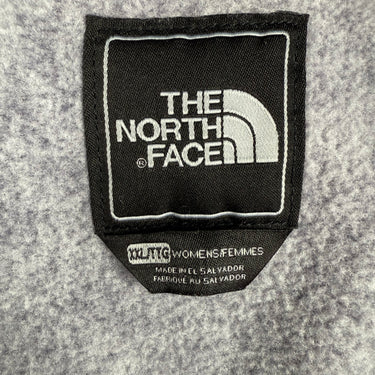 THE
NORTH
® FACE
XXL/TTG WOMENS/FEMMES
MADE IN EL SALVADOR
FABRIQUÉ AU SALVADOR